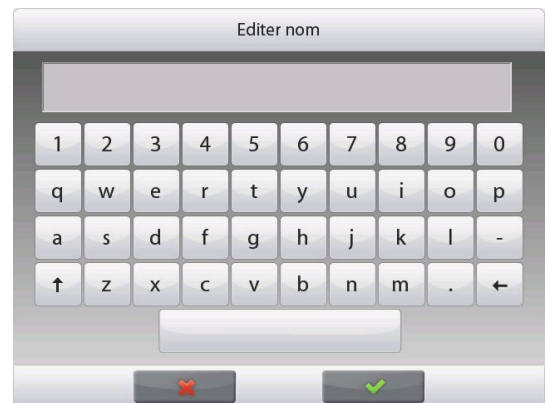 Editer nom
1 2 3 4 5 6 7 8 9 0
q w e r t y u i o p
a s d f g h j k l -
↑ z x c v b n m . ←